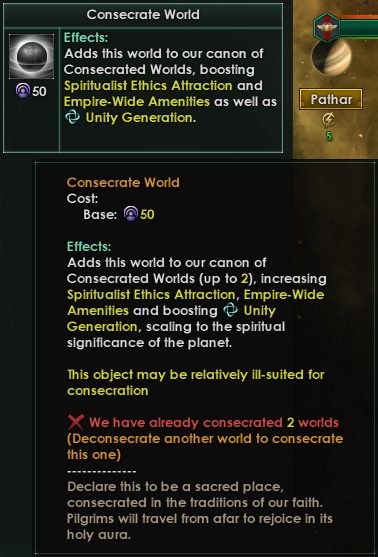 Consecrate World
Effects:
Adds this world to our canon of
Consecrated Worlds, boosting
Spiritualist Ethics Attraction and
Empire-Wide Amenities as well as
Unity Generation.
50
Pathar
5
Consecrate World
Cost:
Base: 50
Effects:
Adds this world to our canon of
Consecrated Worlds (up to 2), increasing
Spiritualist Ethics Attraction, Empire-Wide
Amenities and boosting Unity
Generation, scaling to the spiritual
significance of the planet.
This object may be relatively ill-suited for
consecration
We have already consecrated 2 worlds
(Deconsecrate another world to consecrate
this one)
--------------
Declare this to be a sacred place,
consecrated in the traditions of our faith.
Pilgrims will travel from afar to rejoice in its
holy aura.